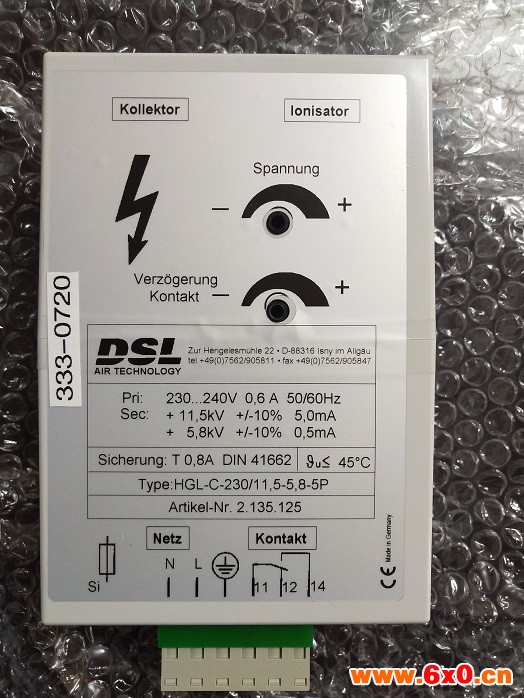 Kollektor
Ionisator
Spannung
− +
Verzögerung
Kontakt
− +
333-0720
DSL
AIR TECHNOLOGY
Zur Hengelesmühle 22 • D-88316 Isny im Allgäu
tel +49(0)7562/905811 • fax +49(0)7562/905847
Pri: 230...240V 0,6 A 50/60Hz
Sec: + 11,5kV +/-10% 5,0mA
+ 5,8kV +/-10% 0,5mA
Sicherung: T 0,8A DIN 41662 ϑu≤ 45°C
Type:HGL-C-230/11,5-5,8-5P
Artikel-Nr. 2.135.125
Netz
Kontakt
N L
Si
11 12 14
CE Made in Germany
www.6x0.cn